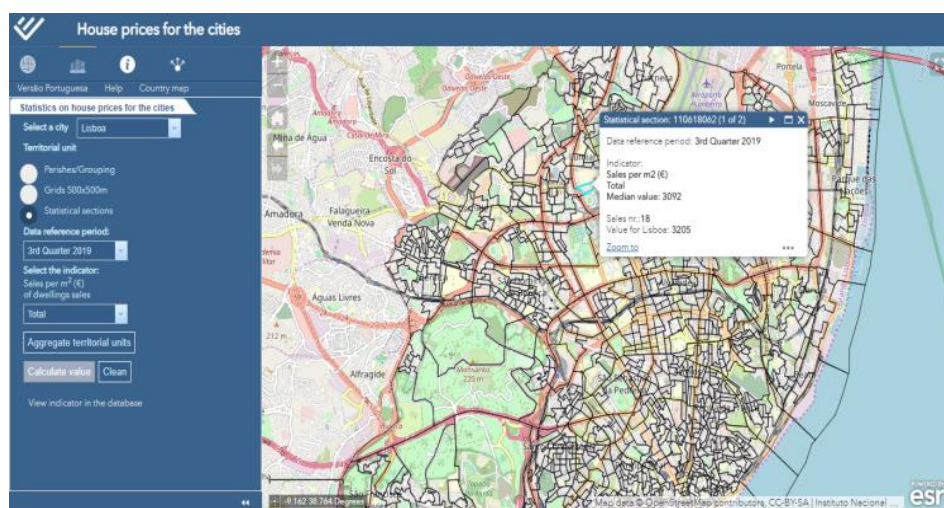 House prices for the cities
Versão Portuguesa Help Country map
Statistics on house prices for the cities
Select a city Lisboa
Territorial unit
Parishes/Grouping
Grids 500x500m
Statistical sections
Data reference period:
3rd Quarter 2019
Select the indicator:
Sales per m² (€)
of dwellings sales
Total
Aggregate territorial units
Calculate value Clean
View indicator in the database
Portela
Moscavide
Mina de Água
Encosta do
Sol
Amadora
Falagueira
Venda Nova
Águas Livres
212 m
Alfragide
Monsanto
Parque das
Nações
Statistical section: 110618062 (1 of 2)
Data reference period: 3rd Quarter 2019
Indicator:
Sales per m2 (€)
Total
Median value: 3092
Sales nr.:18
Value for Lisboa: 3205
Zoom to
-9.162 38.764 Degrees
Map data © OpenStreetMap contributors, CC-BY-SA | Instituto Nacional ...
POWERED BY
esri